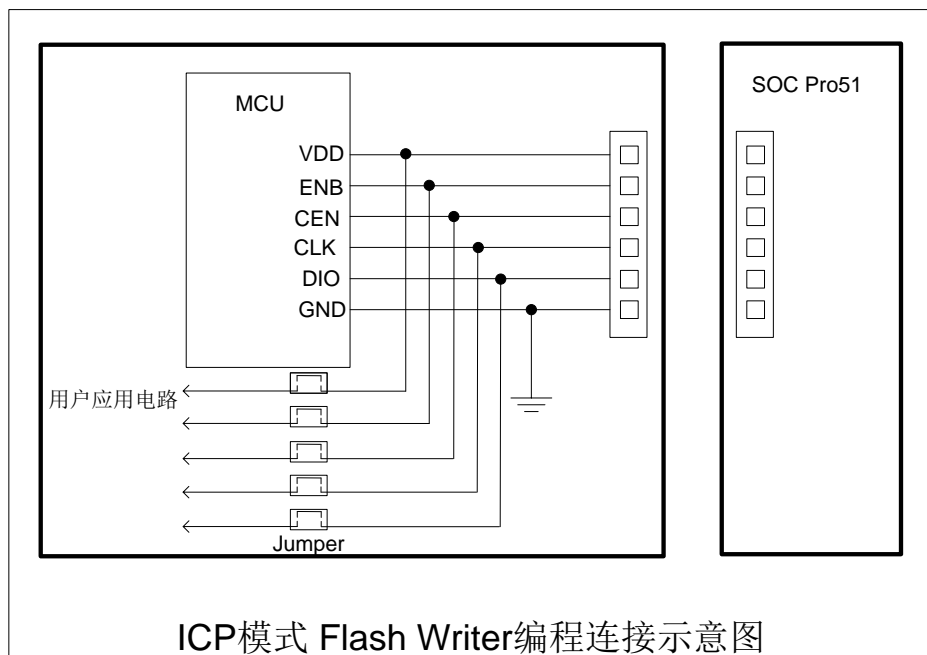 MCU
SOC Pro51
VDD
ENB
CEN
CLK
DIO
GND
用户应用电路
Jumper
ICP模式 Flash Writer编程连接示意图